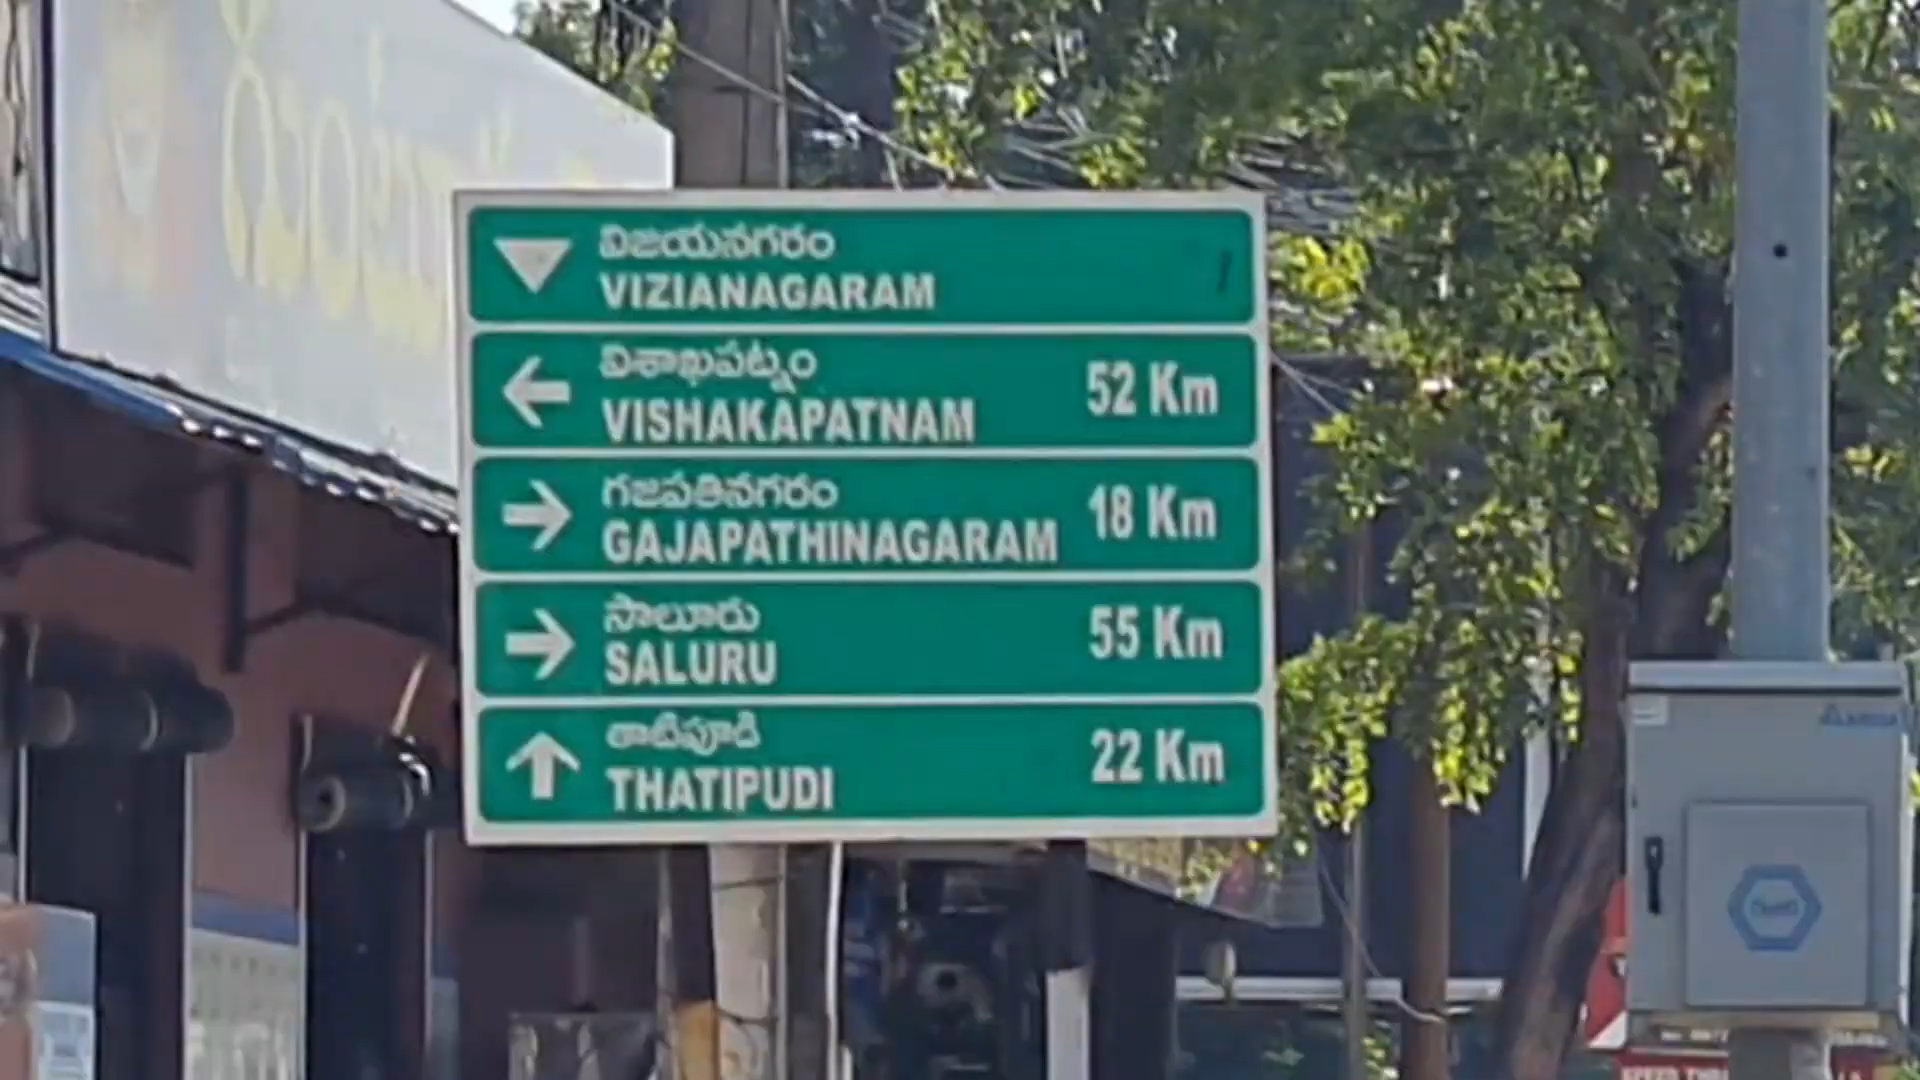 విజయనగరం
VIZIANAGARAM
విశాఖపట్నం
VISHAKAPATNAM 52 Km
గజపతినగరం
GAJAPATHINAGARAM 18 Km
సాలూరు
SALURU 55 Km
తాటిపూడి
THATIPUDI 22 Km